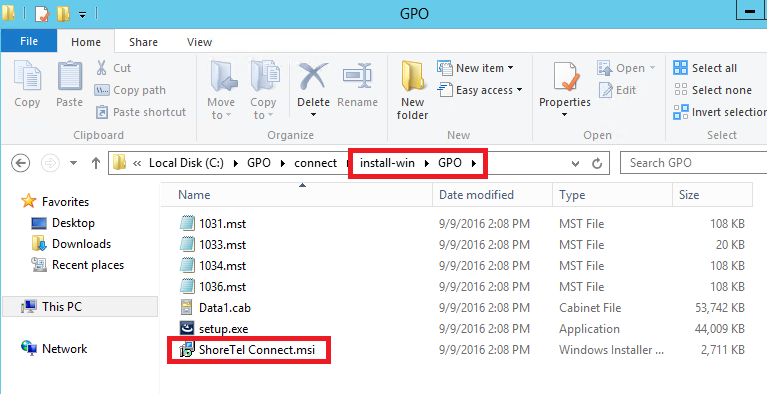 GPO
File Home Share View
Copy Paste Cut Copy path Paste shortcut Clipboard
Move to Copy to Delete Rename Organize
New folder New item Easy access New
Properties Open Edit Open
Select all Select none Invert selection
« Local Disk (C:) GPO connect install-win GPO Search GPO
Favorites
Desktop
Downloads
Recent places
This PC
Network
Name Date modified Type Size
1031.mst 9/9/2016 2:08 PM MST File 108 KB
1033.mst 9/9/2016 2:08 PM MST File 20 KB
1034.mst 9/9/2016 2:08 PM MST File 108 KB
1036.mst 9/9/2016 2:08 PM MST File 108 KB
Data1.cab 9/9/2016 2:08 PM Cabinet File 53,742 KB
setup.exe 9/9/2016 2:08 PM Application 44,009 KB
ShoreTel Connect.msi 9/9/2016 2:08 PM Windows Installer ... 2,711 KB